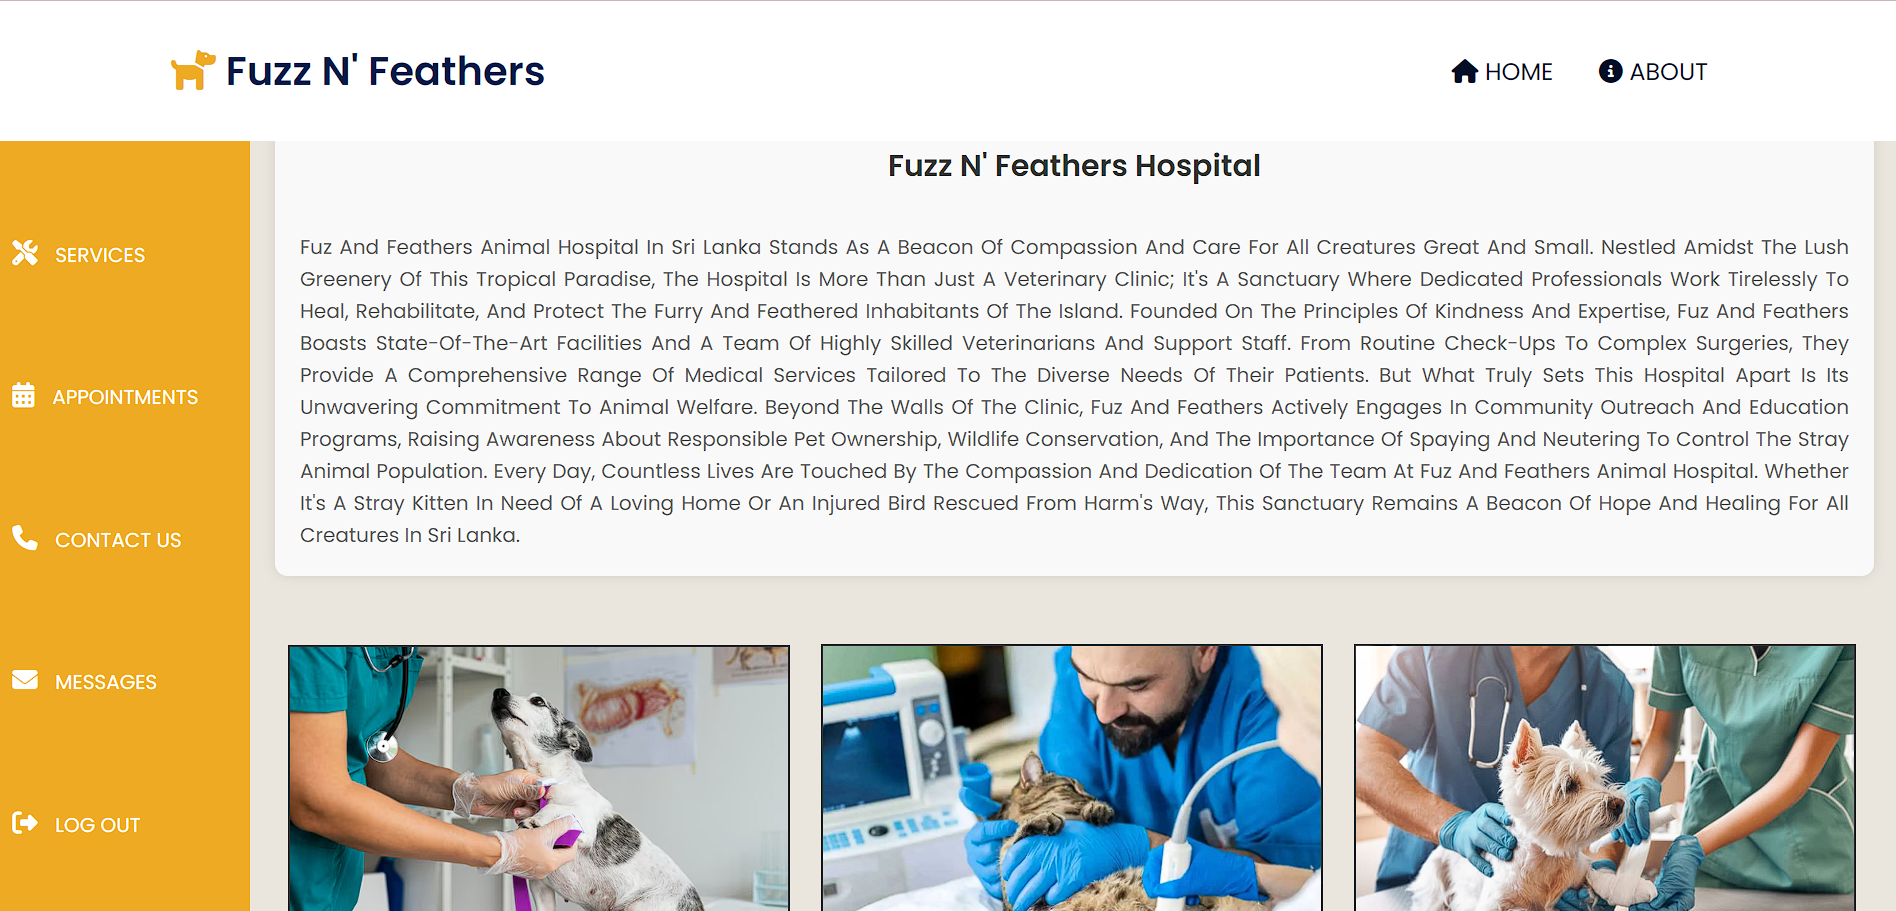 Fuzz N' Feathers
HOME
ABOUT
SERVICES
APPOINTMENTS
CONTACT US
MESSAGES
LOG OUT
Fuzz N' Feathers Hospital
Fuz And Feathers Animal Hospital In Sri Lanka Stands As A Beacon Of Compassion And Care For All Creatures Great And Small. Nestled Amidst The Lush
Greenery Of This Tropical Paradise, The Hospital Is More Than Just A Veterinary Clinic; It's A Sanctuary Where Dedicated Professionals Work Tirelessly To
Heal, Rehabilitate, And Protect The Furry And Feathered Inhabitants Of The Island. Founded On The Principles Of Kindness And Expertise, Fuz And Feathers
Boasts State-Of-The-Art Facilities And A Team Of Highly Skilled Veterinarians And Support Staff. From Routine Check-Ups To Complex Surgeries, They
Provide A Comprehensive Range Of Medical Services Tailored To The Diverse Needs Of Their Patients. But What Truly Sets This Hospital Apart Is Its
Unwavering Commitment To Animal Welfare. Beyond The Walls Of The Clinic, Fuz And Feathers Actively Engages In Community Outreach And Education
Programs, Raising Awareness About Responsible Pet Ownership, Wildlife Conservation, And The Importance Of Spaying And Neutering To Control The Stray
Animal Population. Every Day, Countless Lives Are Touched By The Compassion And Dedication Of The Team At Fuz And Feathers Animal Hospital. Whether
It's A Stray Kitten In Need Of A Loving Home Or An Injured Bird Rescued From Harm's Way, This Sanctuary Remains A Beacon Of Hope And Healing For All
Creatures In Sri Lanka.